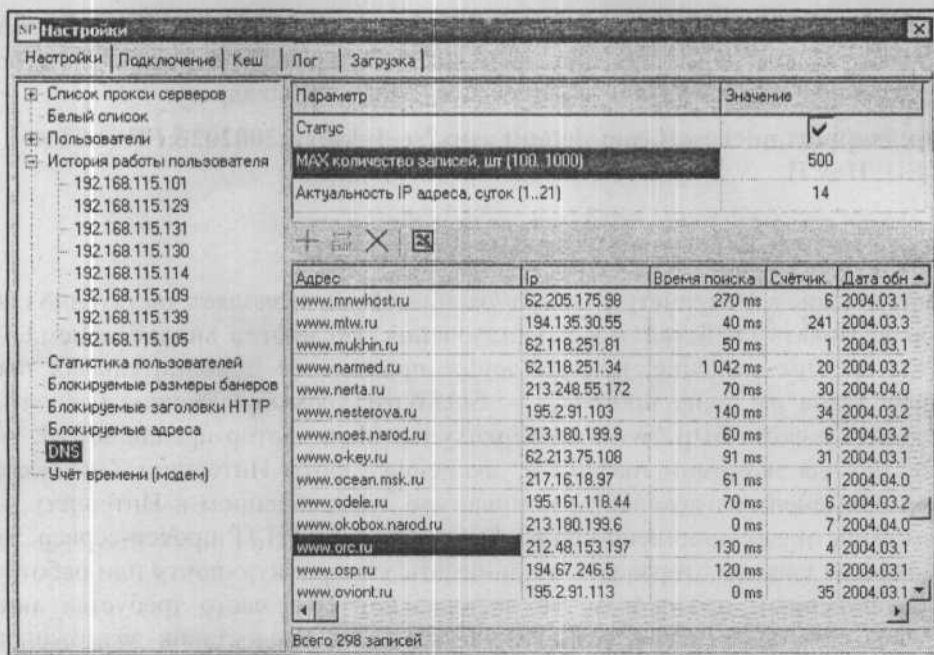 SP Настройки
Настройки Подключение Кеш Лог Загрузка
Список прокси серверов
Белый список
Пользователи
История работы пользователя
192.168.115.101
192.168.115.129
192.168.115.131
192.168.115.130
192.168.115.114
192.168.115.109
192.168.115.139
192.168.115.105
Статистика пользователей
Блокируемые размеры банеров
Блокируемые заголовки HTTP
Блокируемые адреса
DNS
Учёт времени (модем)
Параметр Значение
Статус
MAX количество записей, шт (100..1000) 500
Актуальность IP адреса, суток (1..21) 14
Адрес Ip Время поиска Счётчик Дата обн
www.mnwhost.ru 62.205.175.98 270 ms 6 2004.03.1
www.mtw.ru 194.135.30.55 40 ms 241 2004.03.3
www.mukhin.ru 62.118.251.81 50 ms 1 2004.03.1
www.narmed.ru 62.118.251.34 1 042 ms 20 2004.03.2
www.nerta.ru 213.248.55.172 70 ms 30 2004.04.0
www.nesterova.ru 195.2.91.103 140 ms 34 2004.03.2
www.noes.narod.ru 213.180.199.9 60 ms 6 2004.03.2
www.o-key.ru 62.213.75.108 91 ms 31 2004.03.1
www.ocean.msk.ru 217.16.18.97 61 ms 1 2004.04.0
www.odele.ru 195.161.118.44 70 ms 6 2004.03.2
www.okobox.narod.ru 213.180.199.6 0 ms 7 2004.04.0
www.orc.ru 212.48.153.197 130 ms 4 2004.03.1
www.osp.ru 194.67.246.5 120 ms 3 2004.03.1
www.oviont.ru 195.2.91.113 0 ms 35 2004.03.1
Всего 298 записей